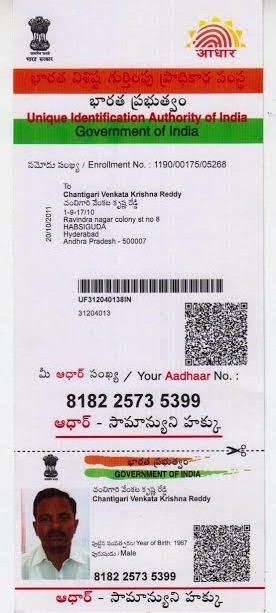 भारत सरकार
आधार
భారత విశిష్ట గుర్తింపు ప్రాధికార సంస్థ
భారత ప్రభుత్వం
Unique Identification Authority of India
Government of India
నమోదు సంఖ్య / Enrollment No. : 1190/00175/05268
20/10/2011
To
Chantigari Venkata Krishna Reddy
చంటిగారి వేంకట కృష్ణ రెడ్డి
1-9-17/10
Ravindra nagar colony st no 8
HABSIGUDA
Hyderabad
Andhra Pradesh - 500007
UF312040138IN
31204013
మీ ఆధార్ సంఖ్య / Your Aadhaar No. :
8182 2573 5399
ఆధార్ - సామాన్యుని హక్కు
భారత ప్రభుత్వం
GOVERNMENT OF INDIA
చంటిగారి వేంకట కృష్ణ రెడ్డి
Chantigari Venkata Krishna Reddy
పుట్టిన సంవత్సరం/ Year of Birth: 1967
పురుషుడు / Male
8182 2573 5399
ఆధార్ - సామాన్యుని హక్కు